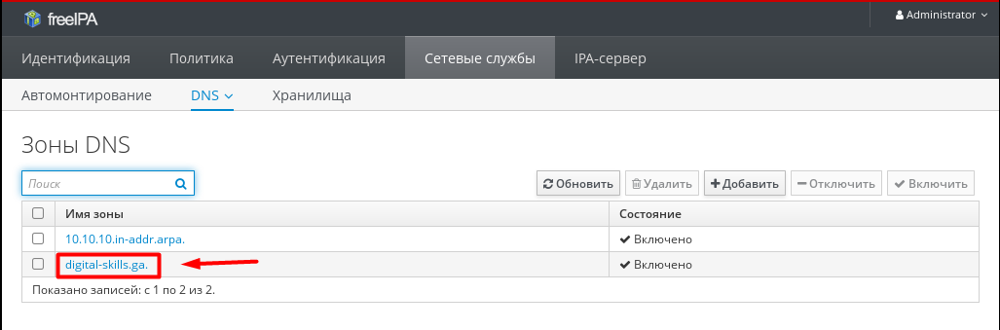 freeIPA Administrator
Идентификация Политика Аутентификация Сетевые службы IPA-сервер
Автомонтирование DNS Хранилища
Зоны DNS
Поиск Обновить Удалить Добавить Отключить Включить
Имя зоны Состояние
10.10.10.in-addr.arpa. Включено
digital-skills.ga. Включено
Показано записей: с 1 по 2 из 2.